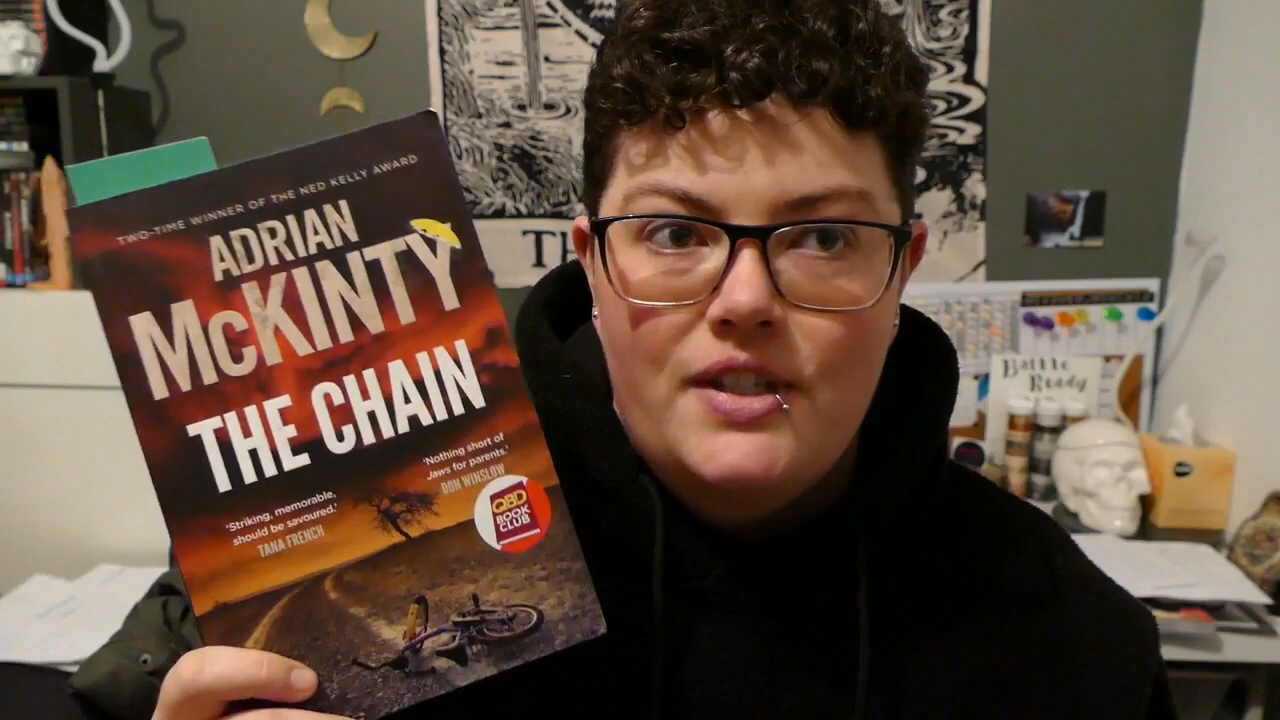 TWO-TIME WINNER OF THE NED KELLY AWARD
ADRIAN
McKINTY
THE CHAIN
'Nothing short of
Jaws for parents.'
DON WINSLOW
'Striking, memorable,
should be savoured.'
TANA FRENCH
QBD
BOOK
CLUB
TH
Battle
Ready